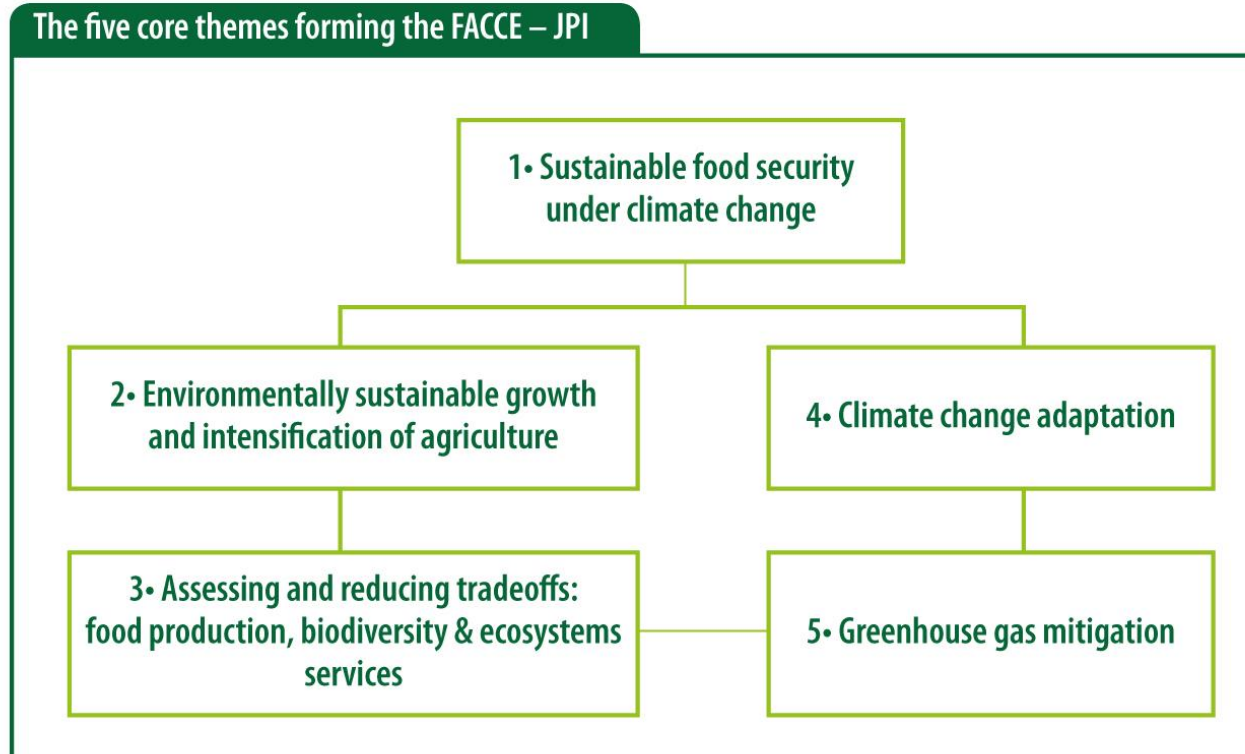 The five core themes forming the FACCE – JPI
1• Sustainable food security
under climate change
2• Environmentally sustainable growth
and intensification of agriculture
4• Climate change adaptation
3• Assessing and reducing tradeoffs:
food production, biodiversity & ecosystems
services
5• Greenhouse gas mitigation